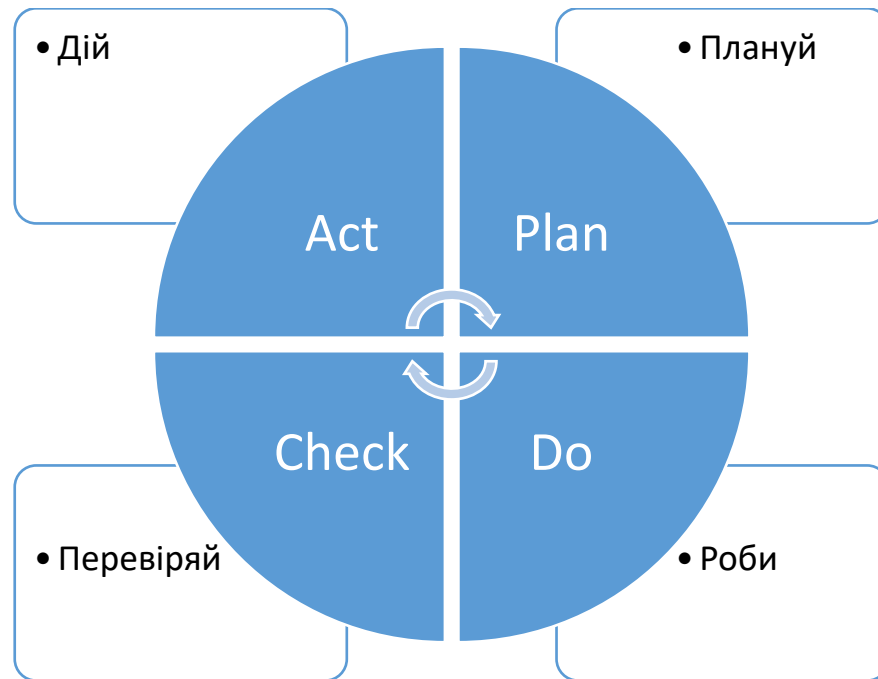 • Дій
• Плануй
Act
Plan
Check
Do
• Перевіряй
• Роби